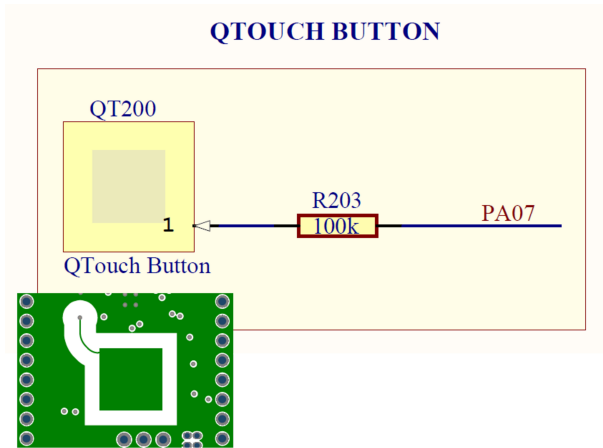 QTOUCH BUTTON
QT200
1
QTouch Button
R203
100k
PA07